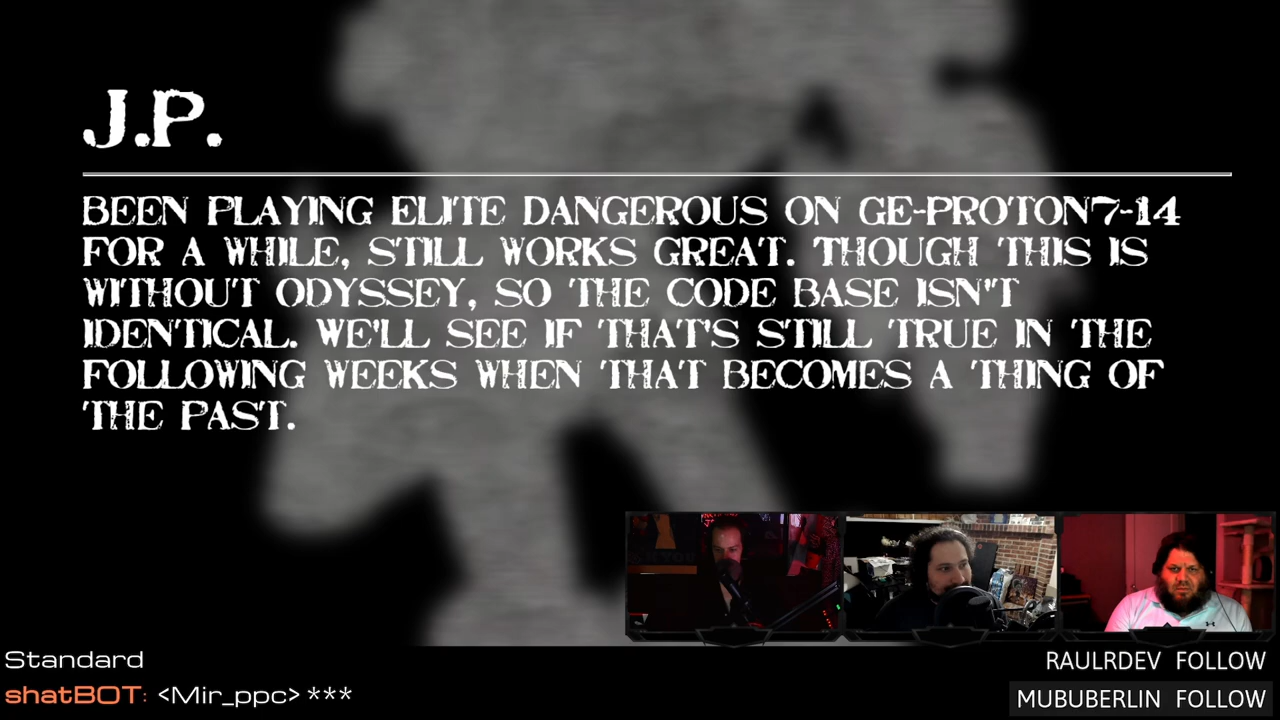 J.P.
BEEN PLAYING ELITE DANGEROUS ON GE-PROTON7-14
FOR A WHILE, STILL WORKS GREAT. THOUGH THIS IS
WITHOUT ODYSSEY, SO THE CODE BASE ISN'T
IDENTICAL. WE'LL SEE IF THAT'S STILL TRUE IN THE
FOLLOWING WEEKS WHEN THAT BECOMES A THING OF
THE PAST.
Standard
shatBOT: <Mir_ppc> ***
RAULRDEV FOLLOW
MUBUBERLIN FOLLOW